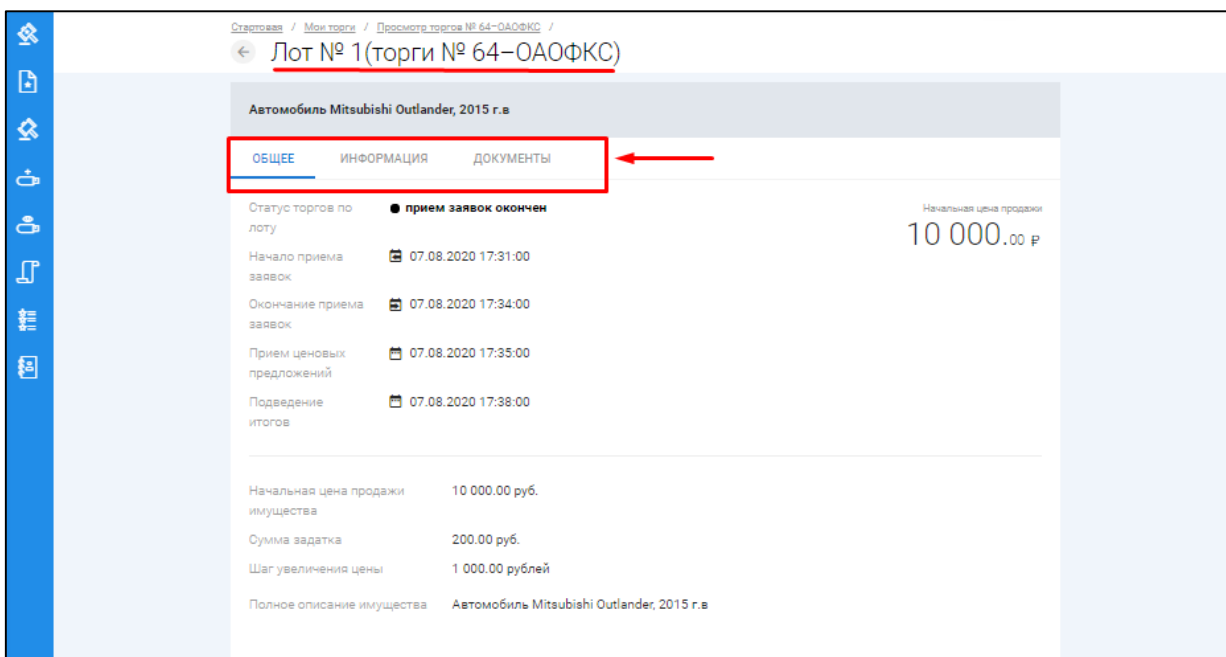 Стартовая / Мои торги / Просмотр торгов № 64-ОАОФКС /
Лот № 1(торги № 64-ОАОФКС)
Автомобиль Mitsubishi Outlander, 2015 г.в
ОБЩЕЕ ИНФОРМАЦИЯ ДОКУМЕНТЫ
Статус торгов по
лоту
прием заявок окончен
Начальная цена продажи
10 000.00 ₽
Начало приема
заявок
07.08.2020 17:31:00
Окончание приема
заявок
07.08.2020 17:34:00
Прием ценовых
предложений
07.08.2020 17:35:00
Подведение
итогов
07.08.2020 17:38:00
Начальная цена продажи
имущества
10 000.00 руб.
Сумма задатка 200.00 руб.
Шаг увеличения цены 1 000.00 рублей
Полное описание имущества Автомобиль Mitsubishi Outlander, 2015 г.в